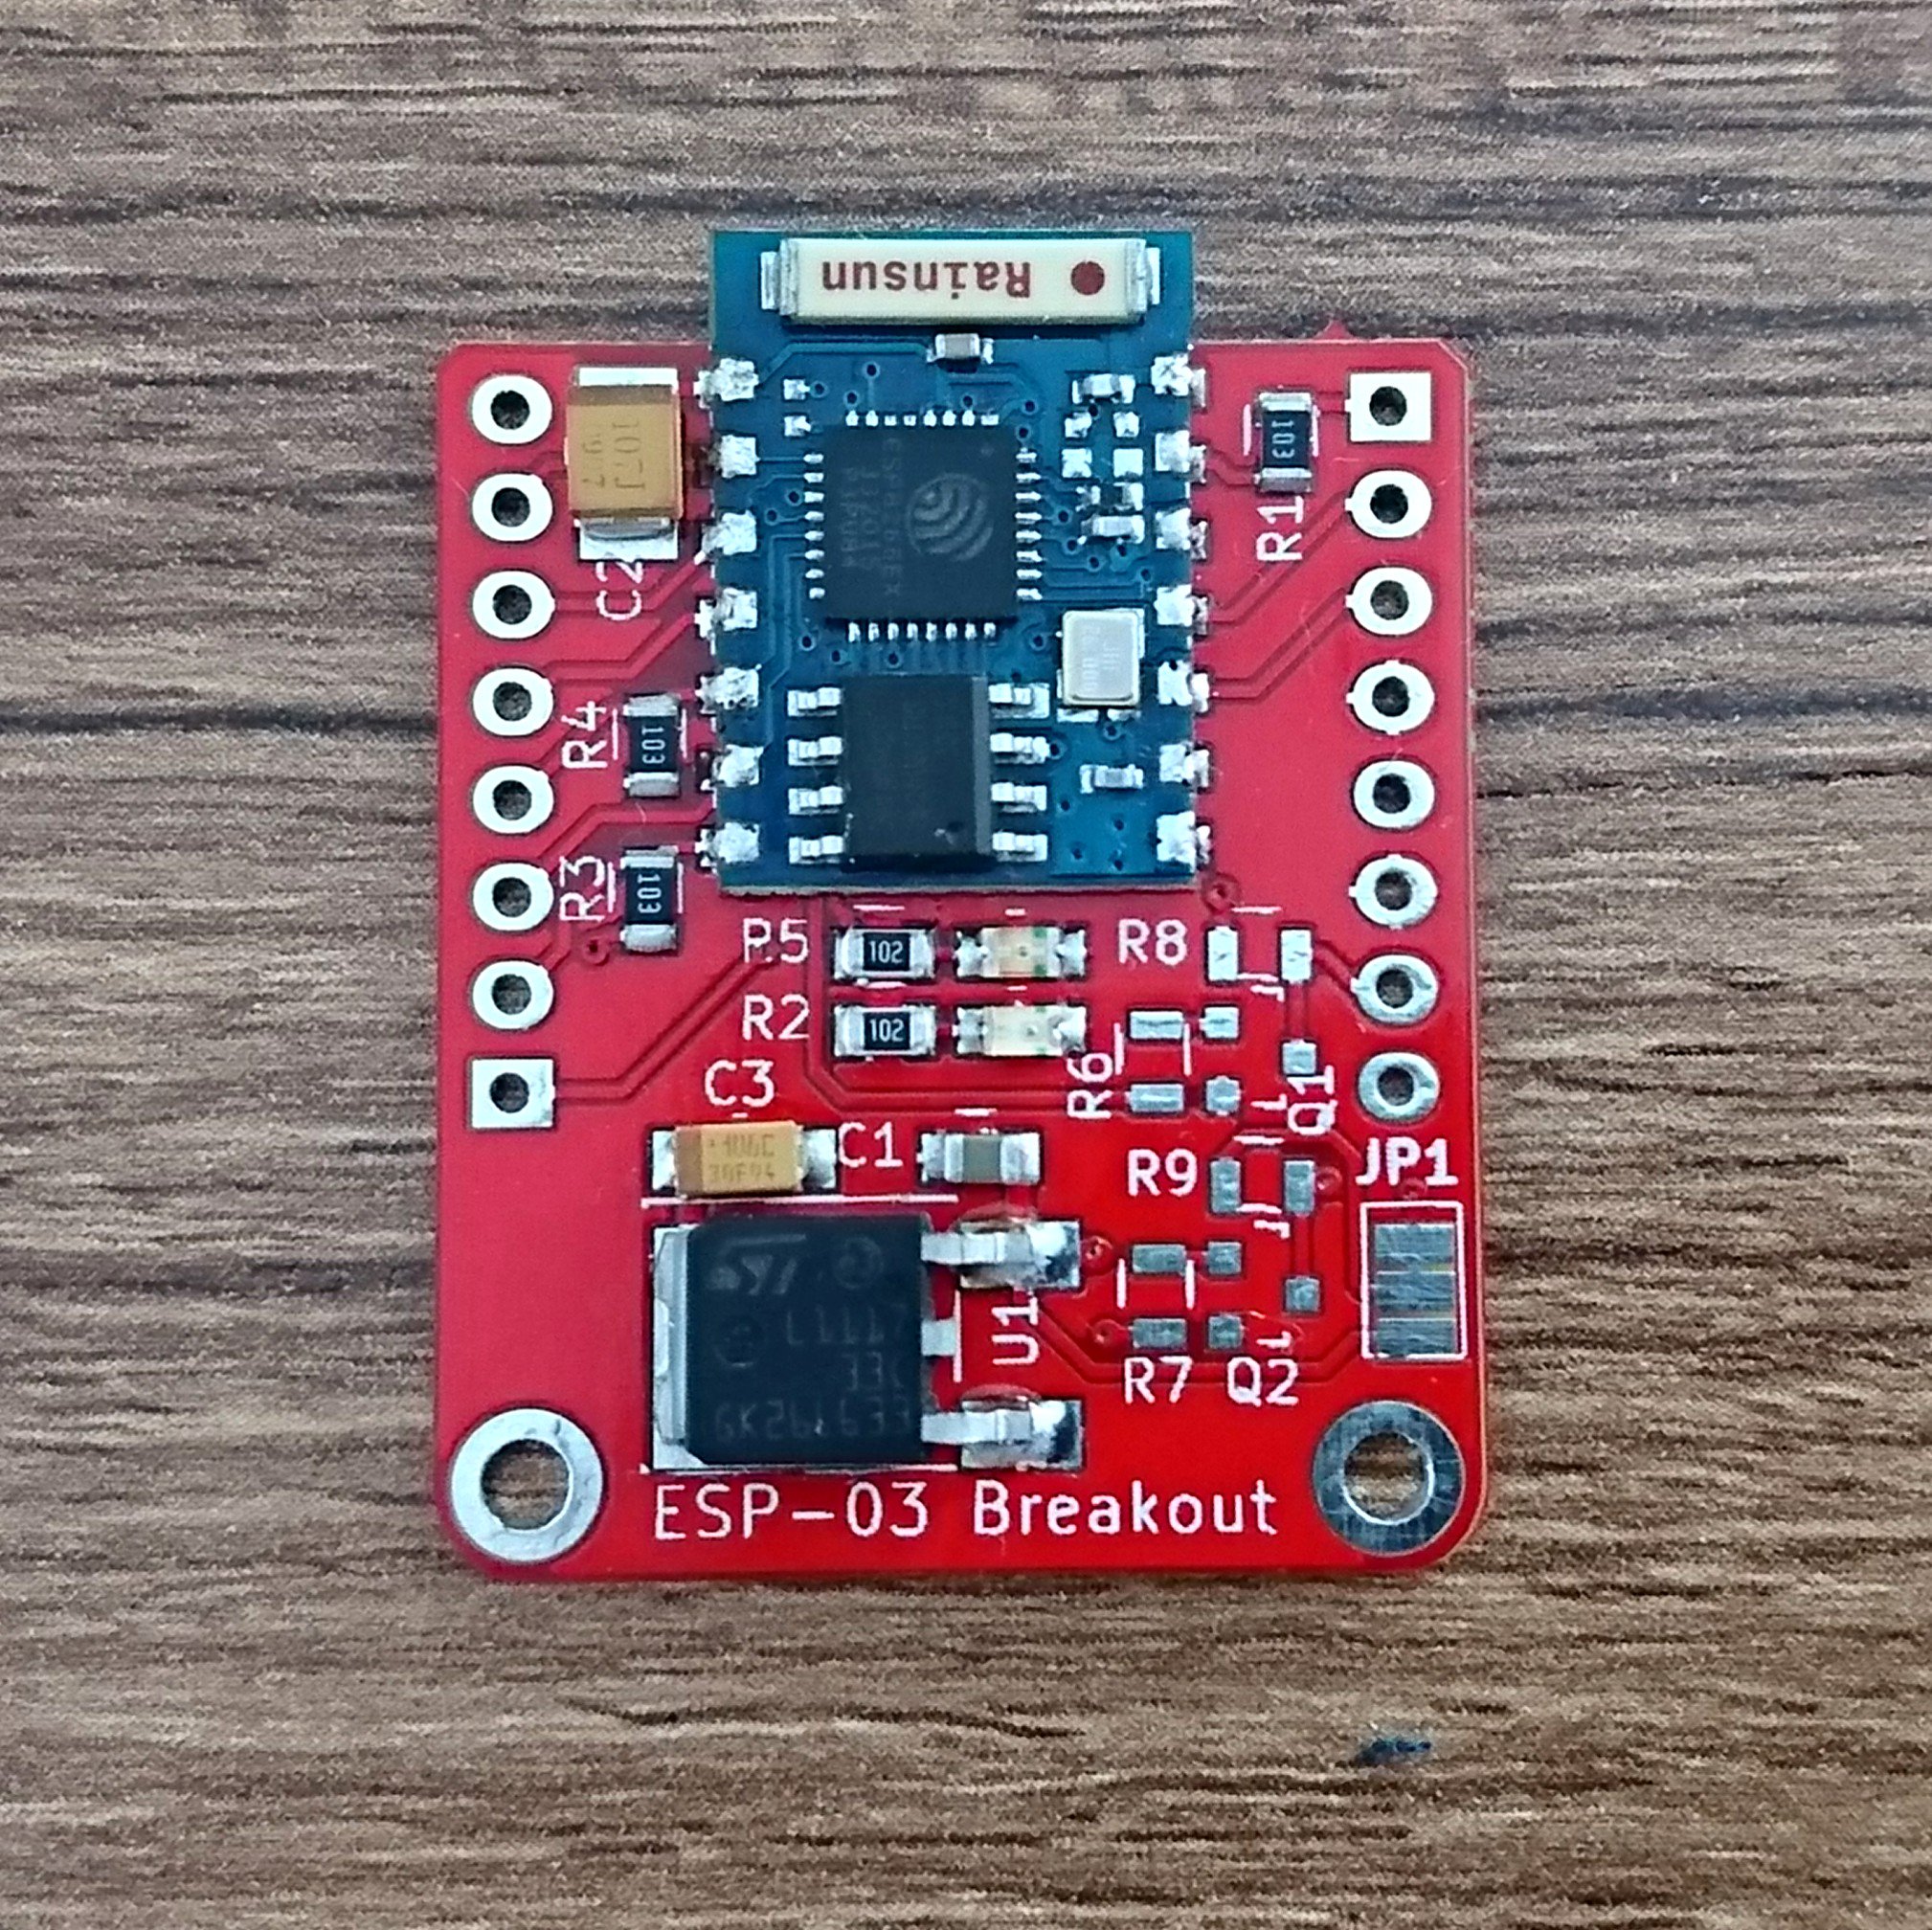 Rainsun
107J
103
R1
C2
R4
103
R3
103
R5
102
R8
R2
102
R6
Q1
C3
C1
R9
JP1
L1117
33C
U1
R7
Q2
ESP-03 Breakout